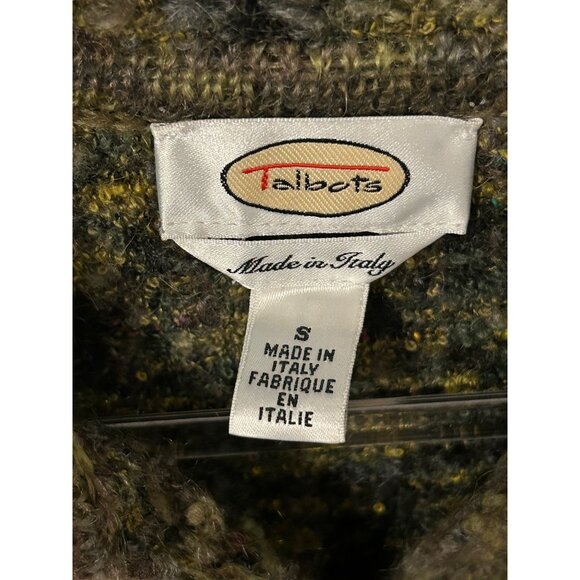 Talbots
Made in Italy
S
MADE IN
ITALY
FABRIQUE
EN
ITALIE